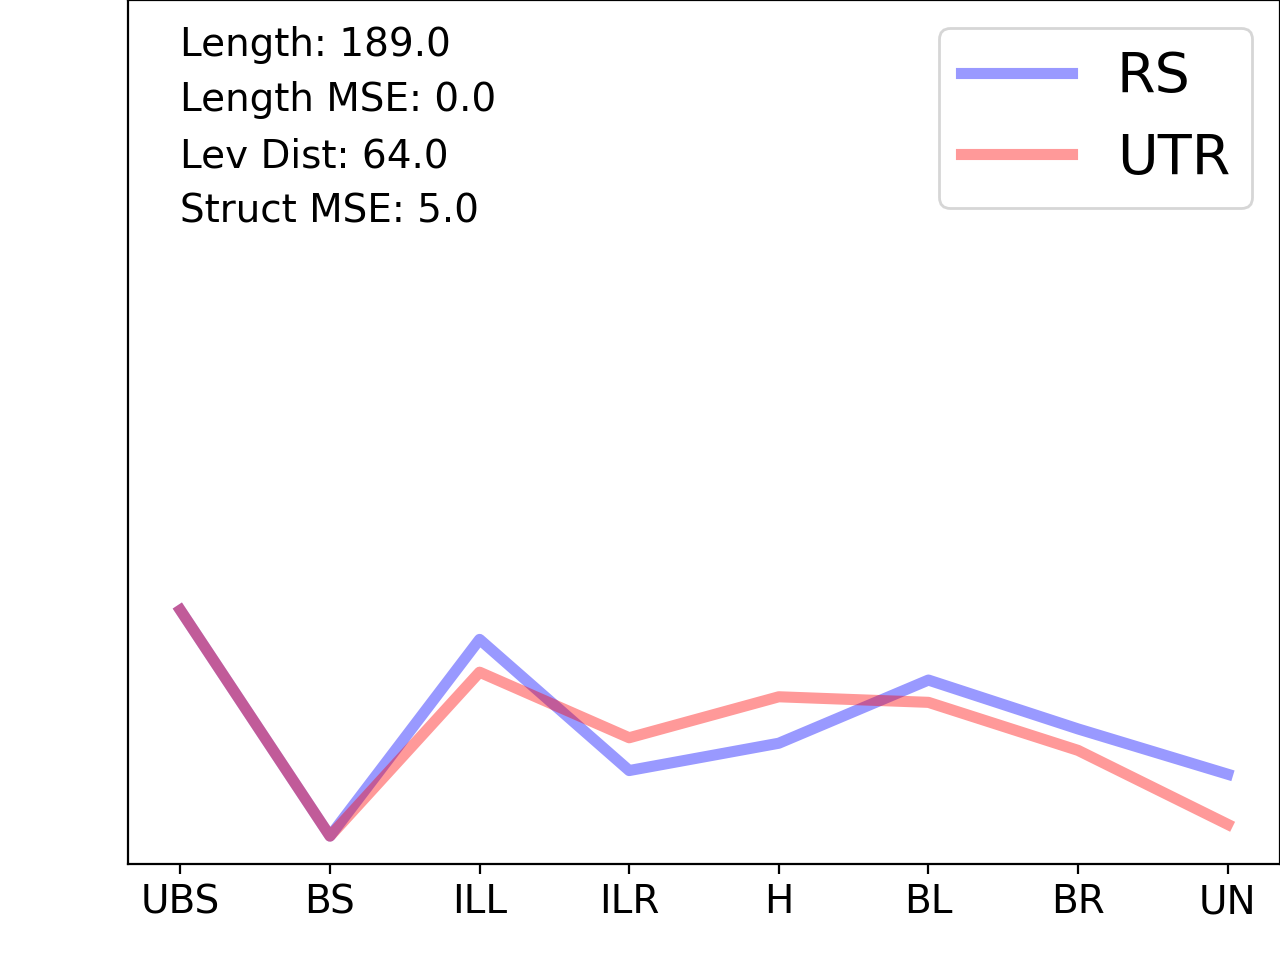 Length: 189.0
Length MSE: 0.0
Lev Dist: 64.0
Struct MSE: 5.0
RS
UTR
UBS BS ILL ILR H BL BR UN